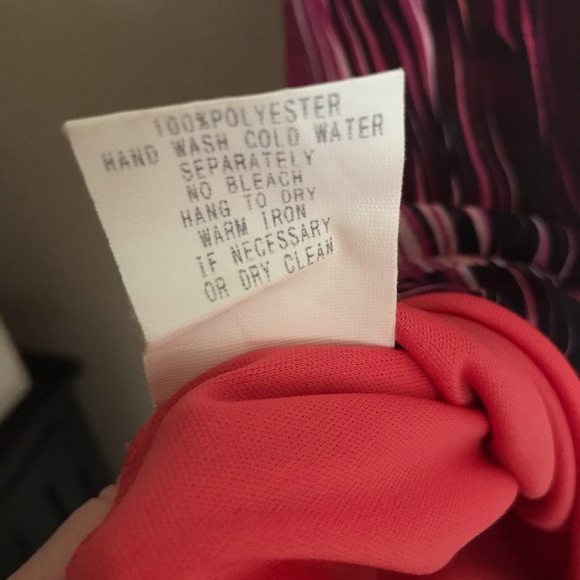 100%POLYESTER
HAND WASH COLD WATER
SEPARATELY
NO BLEACH
HANG TO DRY
WARM IRON
IF NECESSARY
OR DRY CLEAN